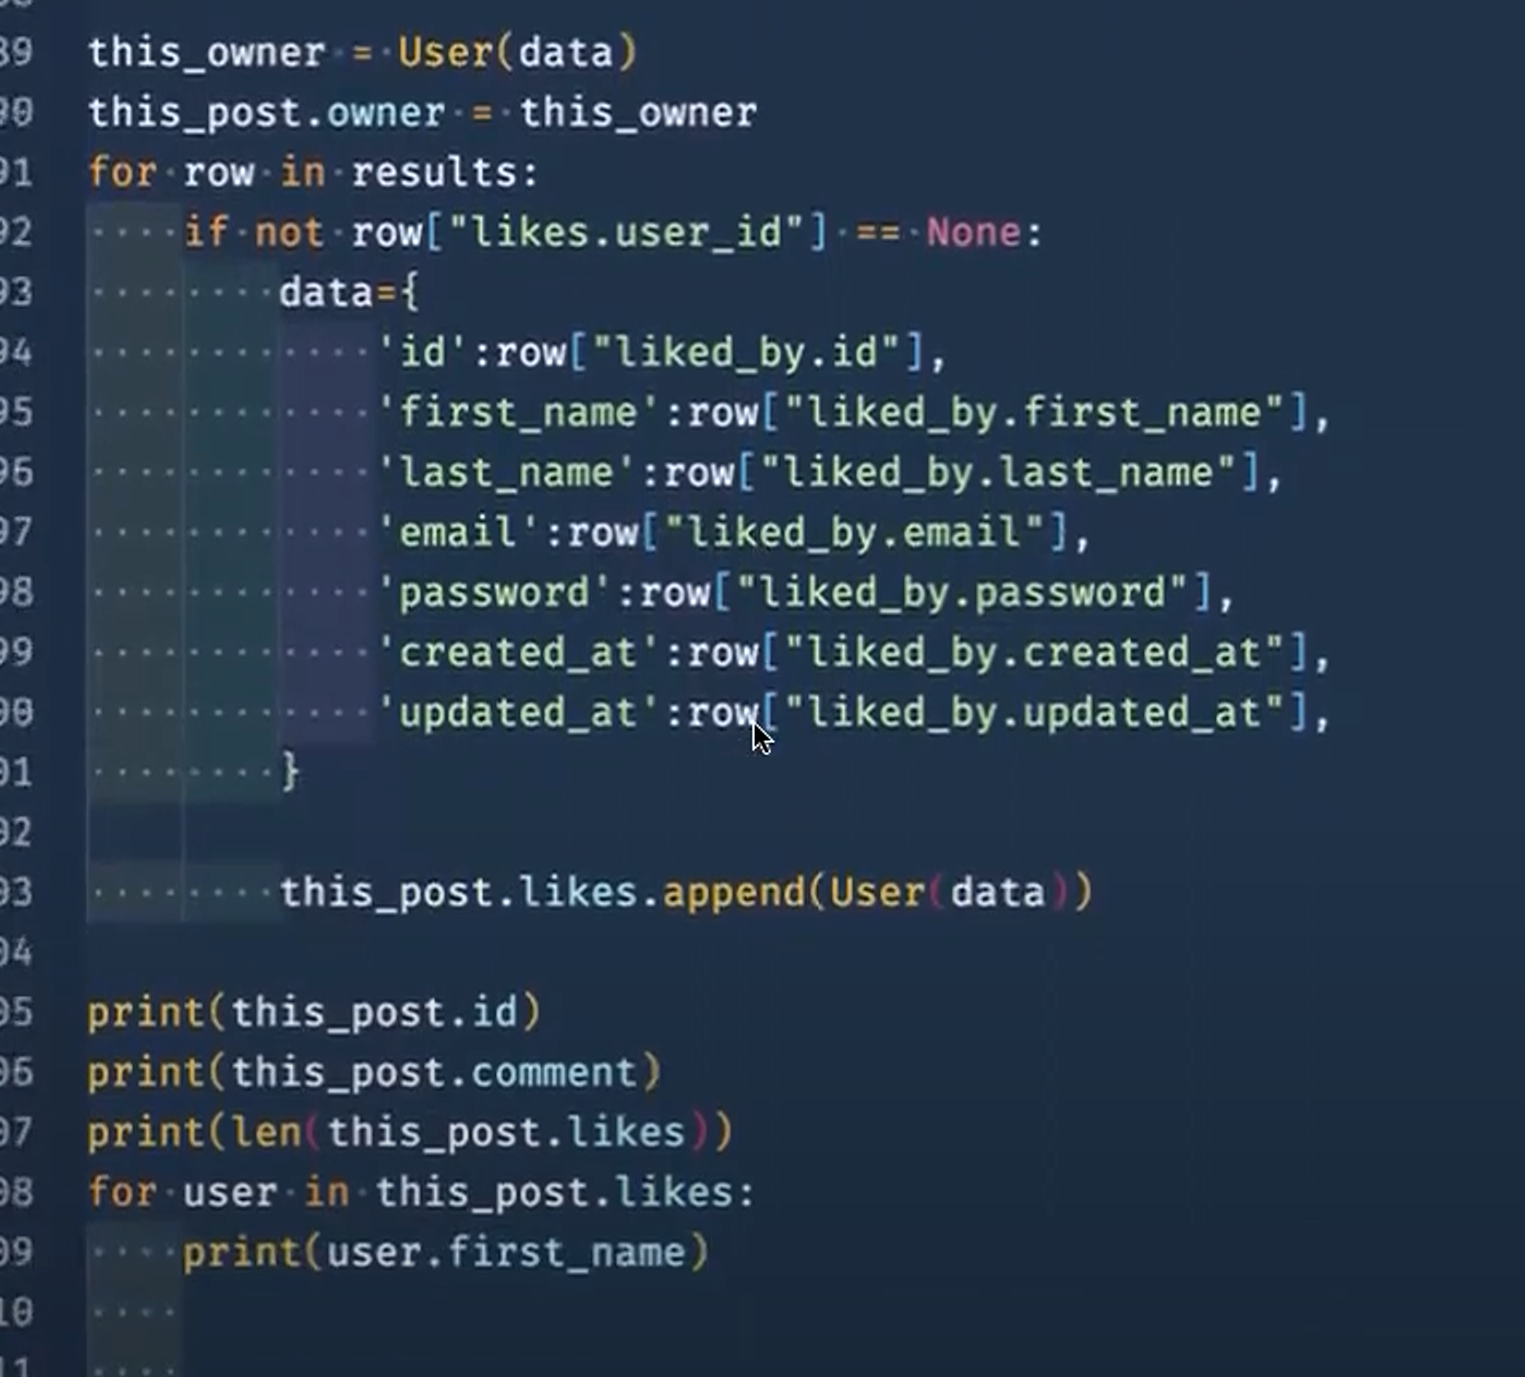 89 this_owner = User(data)
90 this_post.owner = this_owner
91 for row in results:
92     if not row["likes.user_id"] == None:
93         data={
94             'id':row["liked_by.id"],
95             'first_name':row["liked_by.first_name"],
96             'last_name':row["liked_by.last_name"],
97             'email':row["liked_by.email"],
98             'password':row["liked_by.password"],
99             'created_at':row["liked_by.created_at"],
00             'updated_at':row["liked_by.updated_at"],
01         }
02
03         this_post.likes.append(User(data))
04
05 print(this_post.id)
06 print(this_post.comment)
07 print(len(this_post.likes))
08 for user in this_post.likes:
09     print(user.first_name)
10
11